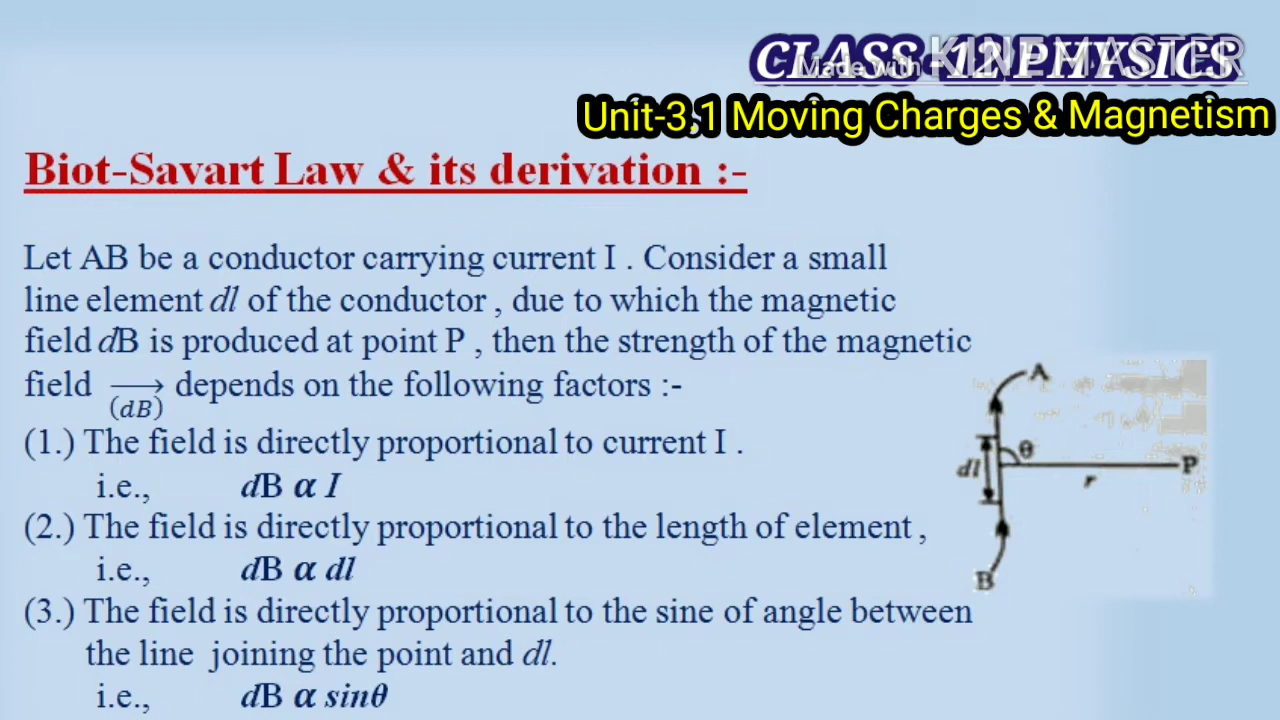 CLASS -12 PHYSICS
Made with KINEMASTER
Unit-3.1 Moving Charges & Magnetism
Biot-Savart Law & its derivation :-
Let AB be a conductor carrying current I . Consider a small
line element dl of the conductor , due to which the magnetic
field dB is produced at point P , then the strength of the magnetic
field ⟶(dB) depends on the following factors :-
(1.) The field is directly proportional to current I .
i.e., dB α I
(2.) The field is directly proportional to the length of element ,
i.e., dB α dl
(3.) The field is directly proportional to the sine of angle between
the line joining the point and dl.
i.e., dB α sinθ
A
θ
dl
P
r
B